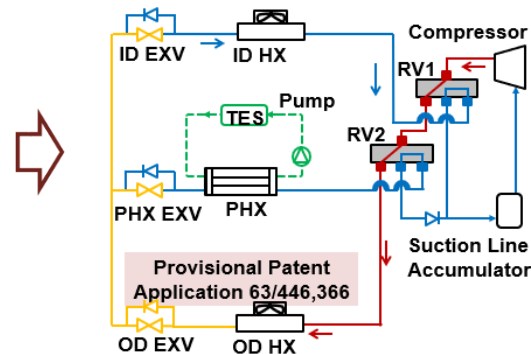 Compressor
ID EXV
ID HX
RV1
Pump
TES
RV2
PHX EXV
PHX
Suction Line
Accumulator
Provisional Patent
Application 63/446,366
OD EXV
OD HX